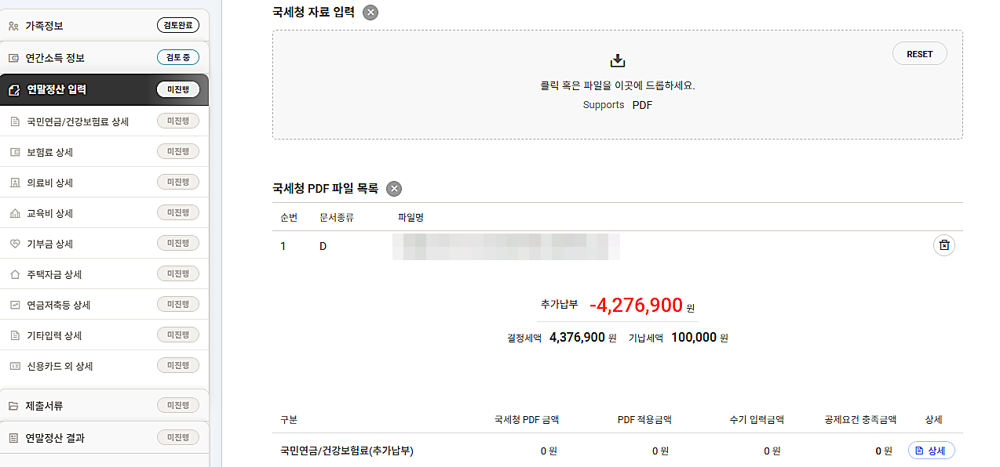 가족정보 검토완료
연간소득 정보 검토 중
연말정산 입력 미진행
국민연금/건강보험료 상세 미진행
보험료 상세 미진행
의료비 상세 미진행
교육비 상세 미진행
기부금 상세 미진행
주택자금 상세 미진행
연금저축등 상세 미진행
기타입력 상세 미진행
신용카드 외 상세 미진행
제출서류 미진행
연말정산 결과 미진행
국세청 자료 입력
RESET
클릭 혹은 파일을 이곳에 드롭하세요.
Supports PDF
국세청 PDF 파일 목록
순번 문서종류 파일명
1 D
추가납부 -4,276,900 원
결정세액 4,376,900 원 기납세액 100,000 원
구분 국세청 PDF 금액 PDF 적용금액 수기 입력금액 공제요건 충족금액 상세
국민연금/건강보험료(추가납부) 0 원 0 원 0 원 0 원 상세